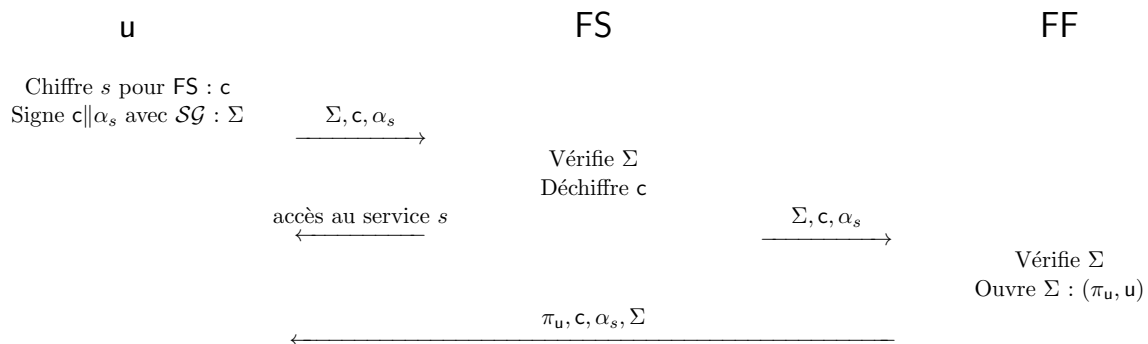 u FS FF
Chiffre s pour FS : c
Signe c∥α_s avec 𝒮𝒢 : Σ
Σ, c, α_s
Vérifie Σ
Déchiffre c
accès au service s
Σ, c, α_s
Vérifie Σ
Ouvre Σ : (π_u, u)
π_u, c, α_s, Σ